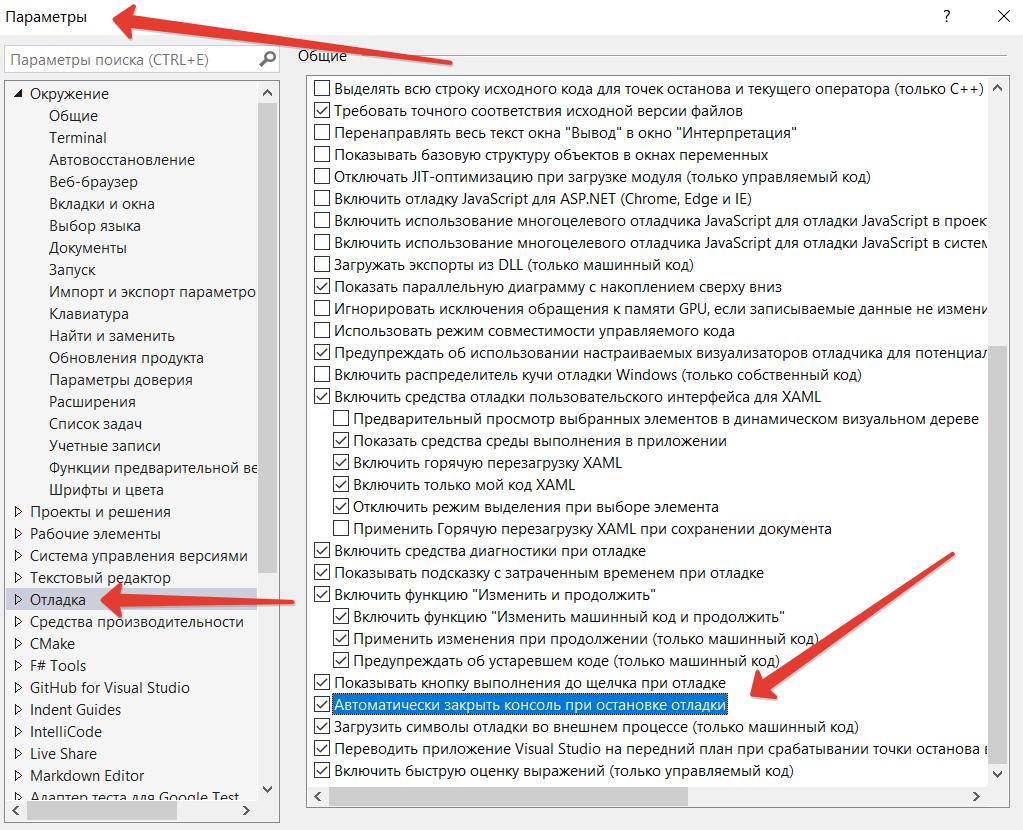 Параметры
?
Параметры поиска (CTRL+E)
Окружение
Общие
Terminal
Автовосстановление
Веб-браузер
Вкладки и окна
Выбор языка
Документы
Запуск
Импорт и экспорт параметро
Клавиатура
Найти и заменить
Обновления продукта
Параметры доверия
Расширения
Список задач
Учетные записи
Функции предварительной ве
Шрифты и цвета
Проекты и решения
Рабочие элементы
Система управления версиями
Текстовый редактор
Отладка
Средства производительности
CMake
F# Tools
GitHub for Visual Studio
Indent Guides
IntelliCode
Live Share
Markdown Editor
Адаптер теста для Google Test
Общие
Выделять всю строку исходного кода для точек останова и текущего оператора (только C++)
Требовать точного соответствия исходной версии файлов
Перенаправлять весь текст окна "Вывод" в окно "Интерпретация"
Показывать базовую структуру объектов в окнах переменных
Отключать JIT-оптимизацию при загрузке модуля (только управляемый код)
Включить отладку JavaScript для ASP.NET (Chrome, Edge и IE)
Включить использование многоцелевого отладчика JavaScript для отладки JavaScript в проек
Включить использование многоцелевого отладчика JavaScript для отладки JavaScript в систем
Загружать экспорты из DLL (только машинный код)
Показать параллельную диаграмму с накоплением сверху вниз
Игнорировать исключения обращения к памяти GPU, если записываемые данные не измени
Использовать режим совместимости управляемого кода
Предупреждать об использовании настраиваемых визуализаторов отладчика для потенциал
Включить распределитель кучи отладки Windows (только собственный код)
Включить средства отладки пользовательского интерфейса для XAML
Предварительный просмотр выбранных элементов в динамическом визуальном дереве
Показать средства среды выполнения в приложении
Включить горячую перезагрузку XAML
Включить только мой код XAML
Отключить режим выделения при выборе элемента
Применить Горячую перезагрузку XAML при сохранении документа
Включить средства диагностики при отладке
Показывать подсказку с затраченным временем при отладке
Включить функцию "Изменить и продолжить"
Включить функцию "Изменить машинный код и продолжить"
Применить изменения при продолжении (только машинный код)
Предупреждать об устаревшем коде (только машинный код)
Показывать кнопку выполнения до щелчка при отладке
Автоматически закрыть консоль при остановке отладки
Загрузить символы отладки во внешнем процессе (только машинный код)
Переводить приложение Visual Studio на передний план при срабатывании точки останова в
Включить быструю оценку выражений (только управляемый код)